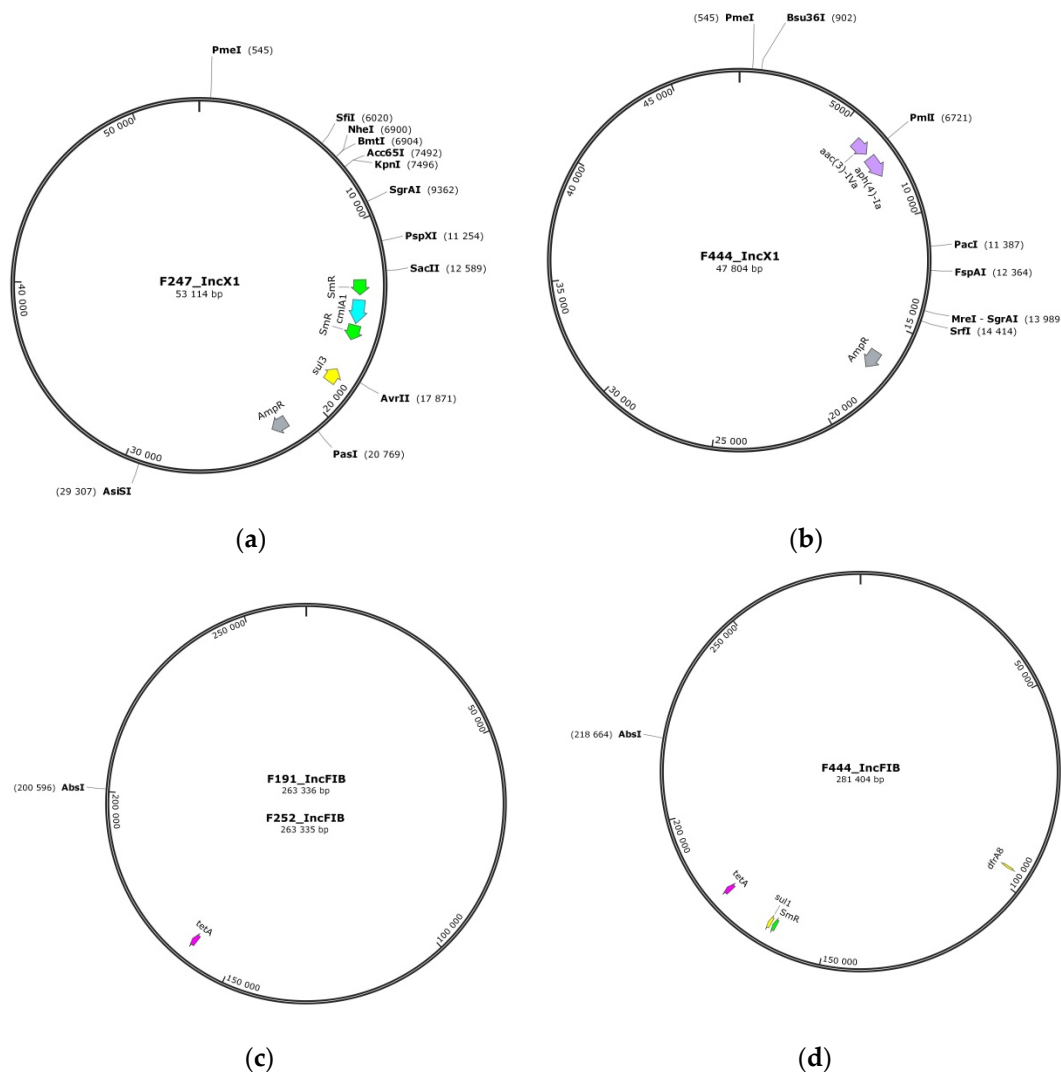 PmeI (545)
SfiI (6020)
NheI (6900)
BmtI (6904)
Acc65I (7492)
KpnI (7496)
SgrAI (9362)
PspXI (11 254)
SacII (12 589)
AvrII (17 871)
PasI (20 769)
(29 307) AsiSI
50 000
10 000
20 000
30 000
40 000
F247_IncX1
53 114 bp
SmR
cmlA1
SmR
sul3
AmpR
(a)
(545) PmeI
Bsu36I (902)
PmlI (6721)
PacI (11 387)
FspAI (12 364)
MreI - SgrAI (13 989
SrfI (14 414)
45 000
5000
10 000
15 000
20 000
25 000
30 000
35 000
40 000
F444_IncX1
47 804 bp
aac(3)-IVa
aph(4)-Ia
AmpR
(b)
250 000
50 000
100 000
150 000
200 000
(200 596) AbsI
F191_IncFIB
263 336 bp
F252_IncFIB
263 335 bp
tetA
(c)
250 000
50 000
100 000
150 000
200 000
(218 664) AbsI
F444_IncFIB
281 404 bp
dfrA8
tetA
sul1
SmR
(d)